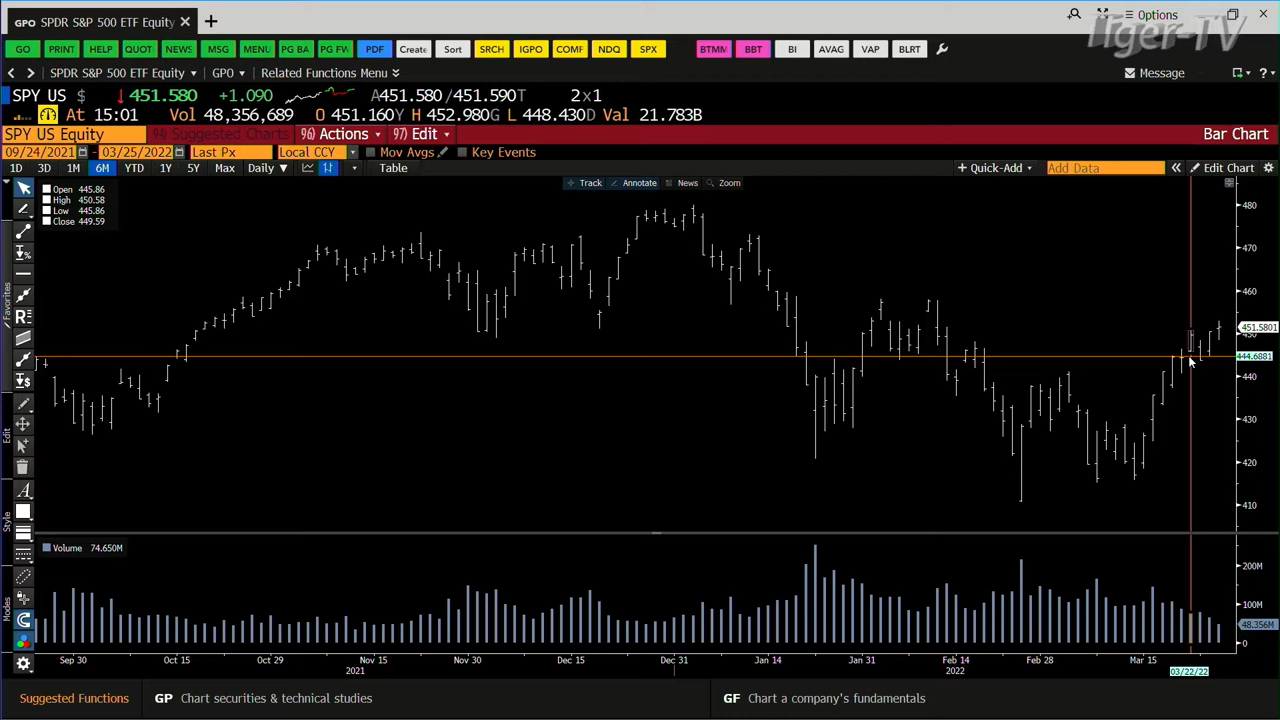 GPO SPDR S&P 500 ETF Equity
Options
Tiger-TV
GO PRINT HELP QUOT NEWS MSG MENU PG BA PG FW PDF Create Sort SRCH IGPO COMF NDQ SPX BTMM BBT BI AVAG VAP BLRT
SPDR S&P 500 ETF Equity GPO Related Functions Menu Message ?
SPY US $ 451.580 +1.090 A451.580/451.590T 2x1
At 15:01 Vol 48,356,689 O 451.160Y H 452.980G L 448.430D Val 21.783B
SPY US Equity 94) Suggested Charts 96) Actions 97) Edit Bar Chart
09/24/2021 - 03/25/2022 Last Px Local CCY Mov Avgs Key Events
1D 3D 1M 6M YTD 1Y 5Y Max Daily Table + Quick-Add Add Data « Edit Chart
Track Annotate News Zoom
Open 445.86
High 450.58
Low 445.86
Close 449.59
480
470
460
451.5801
450
444.6881
440
430
420
410
Favorites
Edit
Style
Modes
Volume 74.650M
200M
100M
48.356M
0
Sep 30 Oct 15 Oct 29 Nov 15 Nov 30 Dec 15 Dec 31 Jan 14 Jan 31 Feb 14 Feb 28 Mar 15
2021 2022 03/22/22
Suggested Functions GP Chart securities & technical studies GF Chart a company's fundamentals